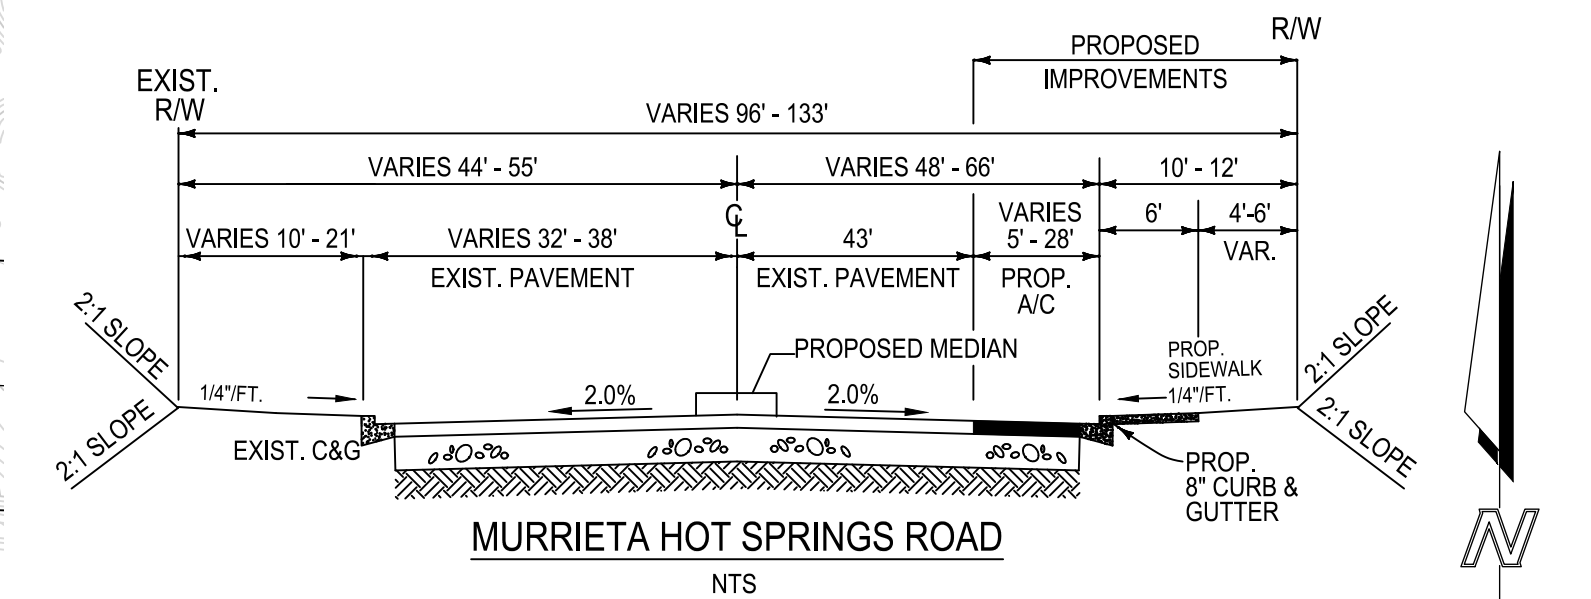 R/W
PROPOSED
IMPROVEMENTS
EXIST.
R/W
VARIES 96' - 133'
VARIES 44' - 55'
VARIES 48' - 66'
10' - 12'
VARIES 10' - 21'
VARIES 32' - 38'
EXIST. PAVEMENT
℄
43'
EXIST. PAVEMENT
VARIES
5' - 28'
PROP.
A/C
6'
4'-6'
VAR.
2:1 SLOPE
2:1 SLOPE
1/4"/FT.
EXIST. C&G
2.0%
PROPOSED MEDIAN
2.0%
PROP.
SIDEWALK
1/4"/FT.
2:1 SLOPE
2:1 SLOPE
PROP.
8" CURB &
GUTTER
MURRIETA HOT SPRINGS ROAD
NTS
N